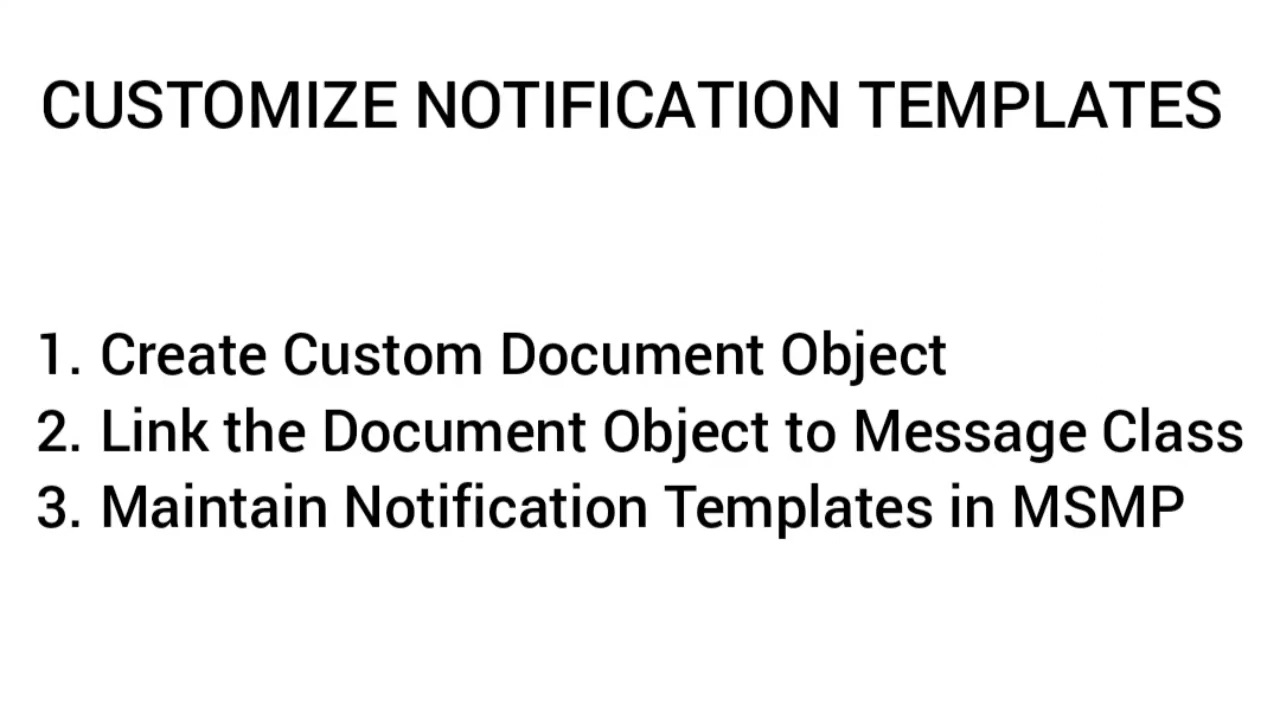 CUSTOMIZE NOTIFICATION TEMPLATES
1. Create Custom Document Object
2. Link the Document Object to Message Class
3. Maintain Notification Templates in MSMP